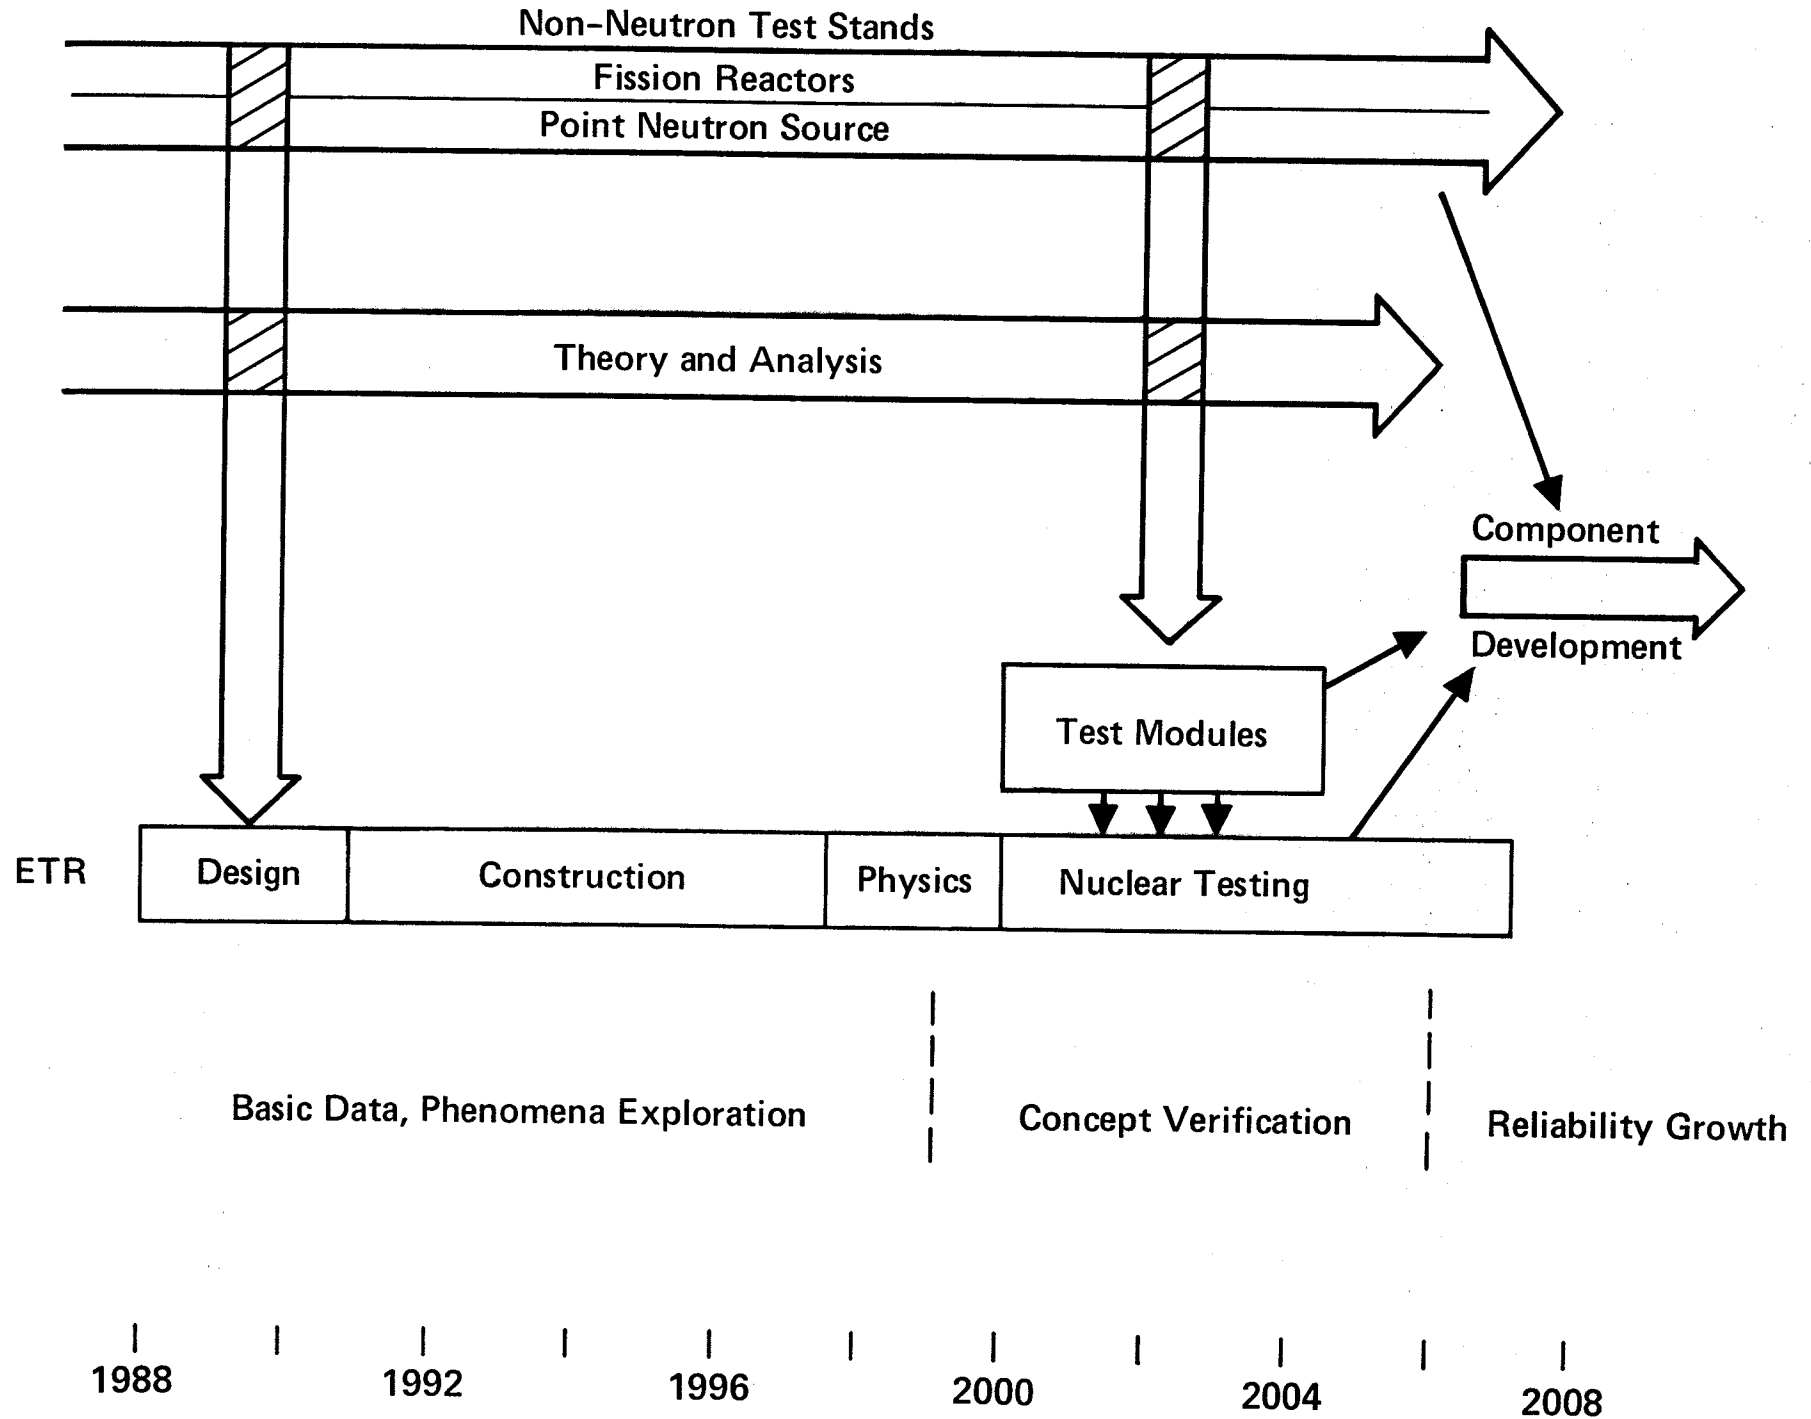 Non-Neutron Test Stands
Fission Reactors
Point Neutron Source
Theory and Analysis
Component
Development
Test Modules
ETR
Design
Construction
Physics
Nuclear Testing
Basic Data, Phenomena Exploration
Concept Verification
Reliability Growth
1988
1992
1996
2000
2004
2008